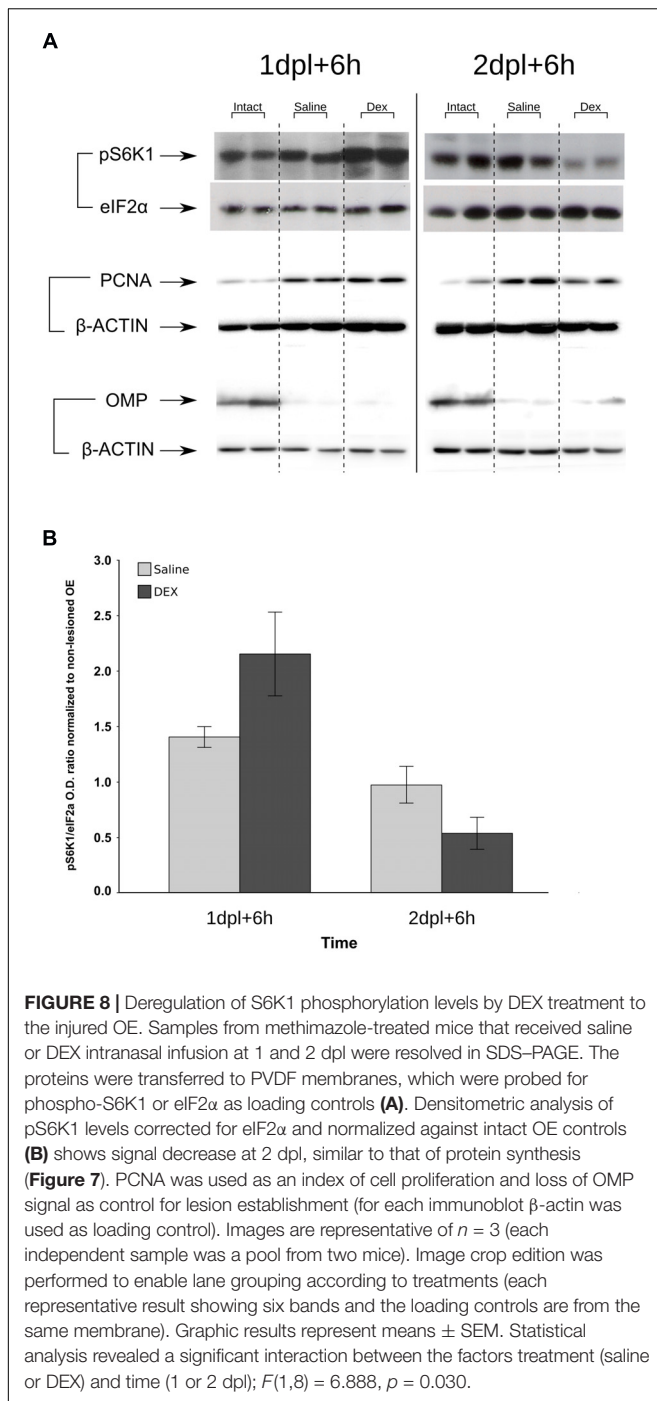 A
1dpl+6h 2dpl+6h
Intact Saline Dex Intact Saline Dex
pS6K1
eIF2α
PCNA
β-ACTIN
OMP
β-ACTIN
B
3.0
2.5
2.0
1.5
1.0
0.5
0.0
pS6K1/eIF2a O.D. ratio normalized to non-lesioned OE
Saline
DEX
1dpl+6h 2dpl+6h
Time
FIGURE 8 | Deregulation of S6K1 phosphorylation levels by DEX treatment to
the injured OE. Samples from methimazole-treated mice that received saline
or DEX intranasal infusion at 1 and 2 dpl were resolved in SDS–PAGE. The
proteins were transferred to PVDF membranes, which were probed for
phospho-S6K1 or eIF2α as loading controls (A). Densitometric analysis of
pS6K1 levels corrected for eIF2α and normalized against intact OE controls
(B) shows signal decrease at 2 dpl, similar to that of protein synthesis
(Figure 7). PCNA was used as an index of cell proliferation and loss of OMP
signal as control for lesion establishment (for each immunoblot β-actin was
used as loading control). Images are representative of n = 3 (each
independent sample was a pool from two mice). Image crop edition was
performed to enable lane grouping according to treatments (each
representative result showing six bands and the loading controls are from the
same membrane). Graphic results represent means ± SEM. Statistical
analysis revealed a significant interaction between the factors treatment (saline
or DEX) and time (1 or 2 dpl); F(1,8) = 6.888, p = 0.030.